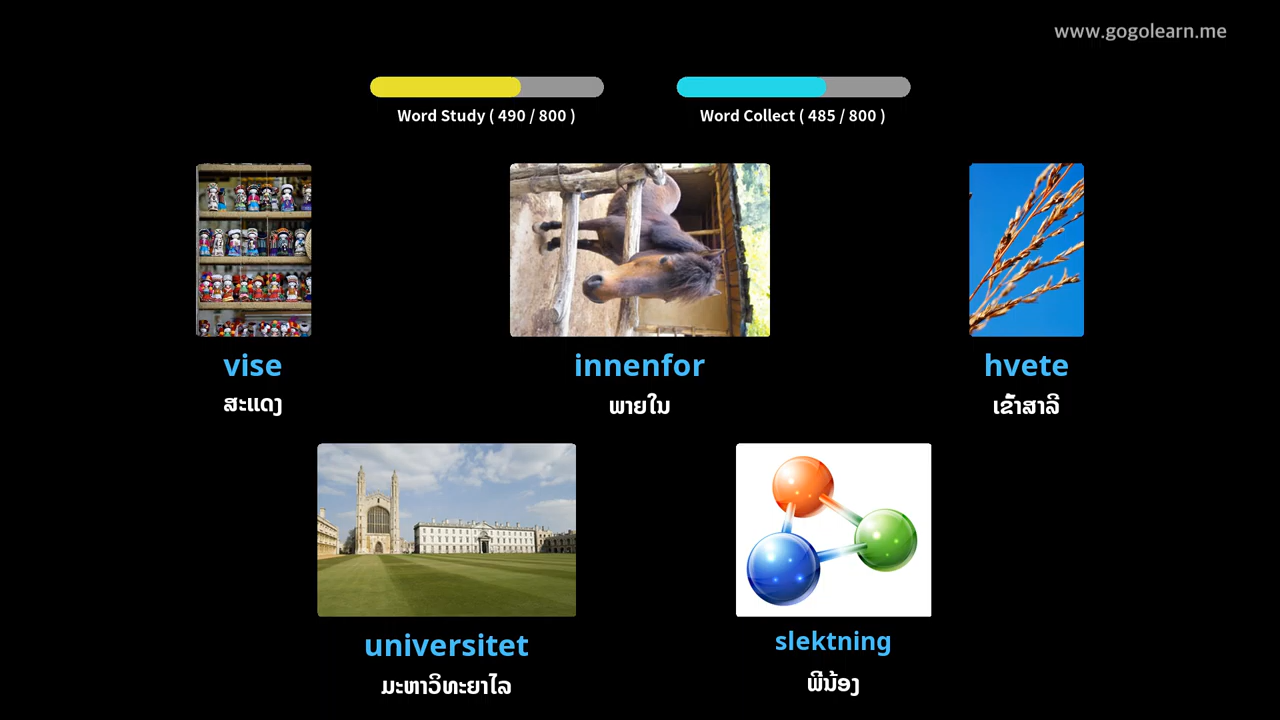 www.gogolearn.me
Word Study ( 490 / 800 )
Word Collect ( 485 / 800 )
vise
ສະແດງ
innenfor
ພາຍໃນ
hvete
ເຂົ້າສາລີ
universitet
ມະຫາວິທະຍາໄລ
slektning
ພີ່ນ້ອງ